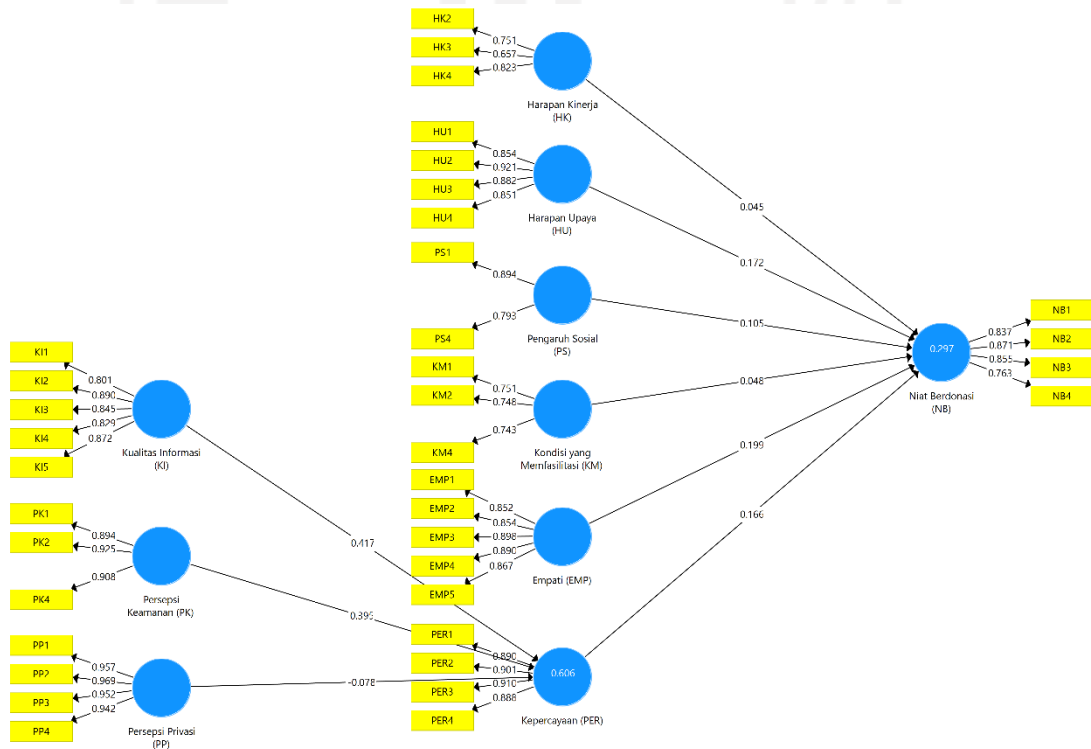 HK2
0.751
HK3
0.657
HK4
0.823
Harapan Kinerja
(HK)
HU1
0.854
HU2
0.921
HU3
0.882
HU4
0.851
Harapan Upaya
(HU)
PS1
0.894
PS4
0.793
Pengaruh Sosial
(PS)
KM1
0.751
KM2
0.748
KM4
0.743
Kondisi yang
Memfasilitasi (KM)
EMP1
0.852
EMP2
0.854
EMP3
0.898
EMP4
0.890
EMP5
0.867
Empati (EMP)
PER1
0.890
PER2
0.901
PER3
0.910
PER4
0.888
0.606
Kepercayaan (PER)
KI1
0.801
KI2
0.890
KI3
0.845
KI4
0.829
KI5
0.872
Kualitas Informasi
(KI)
PK1
0.894
PK2
0.925
PK4
0.908
Persepsi
Keamanan (PK)
PP1
0.957
PP2
0.969
PP3
0.952
PP4
0.942
Persepsi Privasi
(PP)
0.417
-0.078
0.045
0.172
0.105
0.048
0.199
0.166
0.297
Niat Berdonasi
(NB)
NB1
0.837
NB2
0.871
NB3
0.855
NB4
0.763